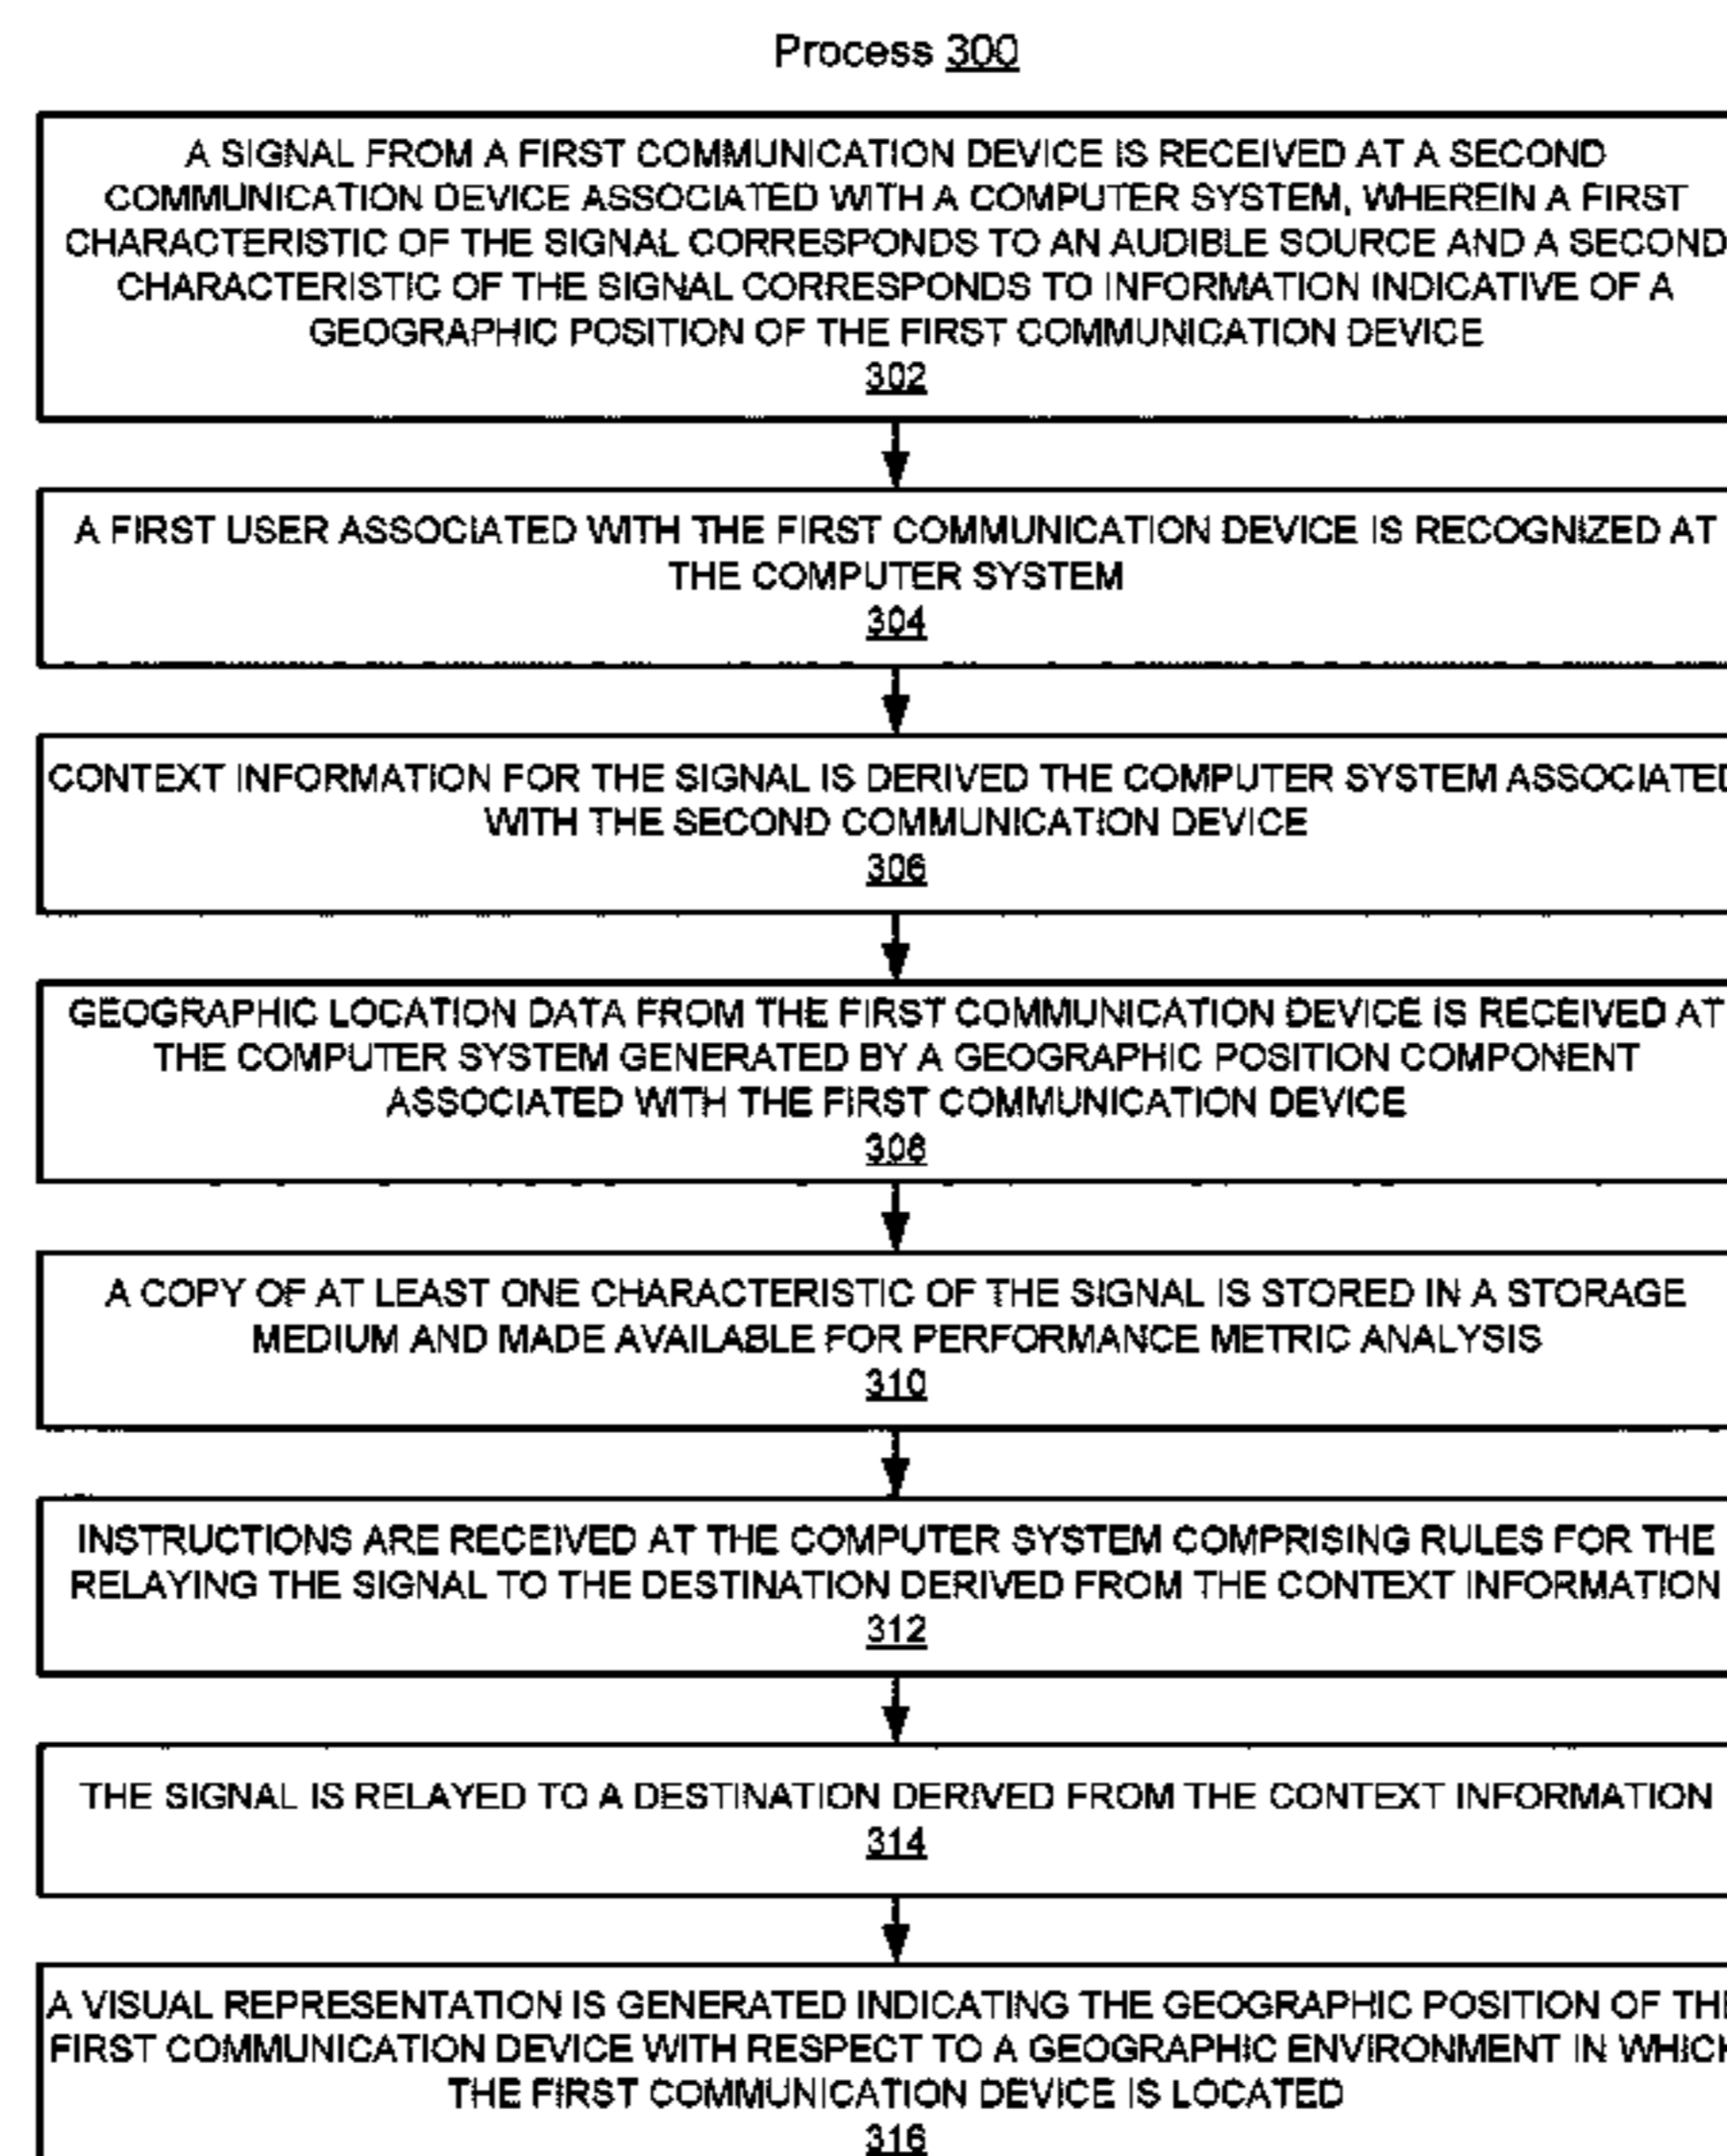 Process 300
A SIGNAL FROM A FIRST COMMUNICATION DEVICE IS RECEIVED AT A SECOND
COMMUNICATION DEVICE ASSOCIATED WITH A COMPUTER SYSTEM, WHEREIN A FIRST
CHARACTERISTIC OF THE SIGNAL CORRESPONDS TO AN AUDIBLE SOURCE AND A SECOND
CHARACTERISTIC OF THE SIGNAL CORRESPONDS TO INFORMATION INDICATIVE OF A
GEOGRAPHIC POSITION OF THE FIRST COMMUNICATION DEVICE
302
A FIRST USER ASSOCIATED WITH THE FIRST COMMUNICATION DEVICE IS RECOGNIZED AT
THE COMPUTER SYSTEM
304
CONTEXT INFORMATION FOR THE SIGNAL IS DERIVED THE COMPUTER SYSTEM ASSOCIATED
WITH THE SECOND COMMUNICATION DEVICE
306
GEOGRAPHIC LOCATION DATA FROM THE FIRST COMMUNICATION DEVICE IS RECEIVED AT
THE COMPUTER SYSTEM GENERATED BY A GEOGRAPHIC POSITION COMPONENT
ASSOCIATED WITH THE FIRST COMMUNICATION DEVICE
308
A COPY OF AT LEAST ONE CHARACTERISTIC OF THE SIGNAL IS STORED IN A STORAGE
MEDIUM AND MADE AVAILABLE FOR PERFORMANCE METRIC ANALYSIS
310
INSTRUCTIONS ARE RECEIVED AT THE COMPUTER SYSTEM COMPRISING RULES FOR THE
RELAYING THE SIGNAL TO THE DESTINATION DERIVED FROM THE CONTEXT INFORMATION
312
THE SIGNAL IS RELAYED TO A DESTINATION DERIVED FROM THE CONTEXT INFORMATION
314
A VISUAL REPRESENTATION IS GENERATED INDICATING THE GEOGRAPHIC POSITION OF THE
FIRST COMMUNICATION DEVICE WITH RESPECT TO A GEOGRAPHIC ENVIRONMENT IN WHICH
THE FIRST COMMUNICATION DEVICE IS LOCATED
316